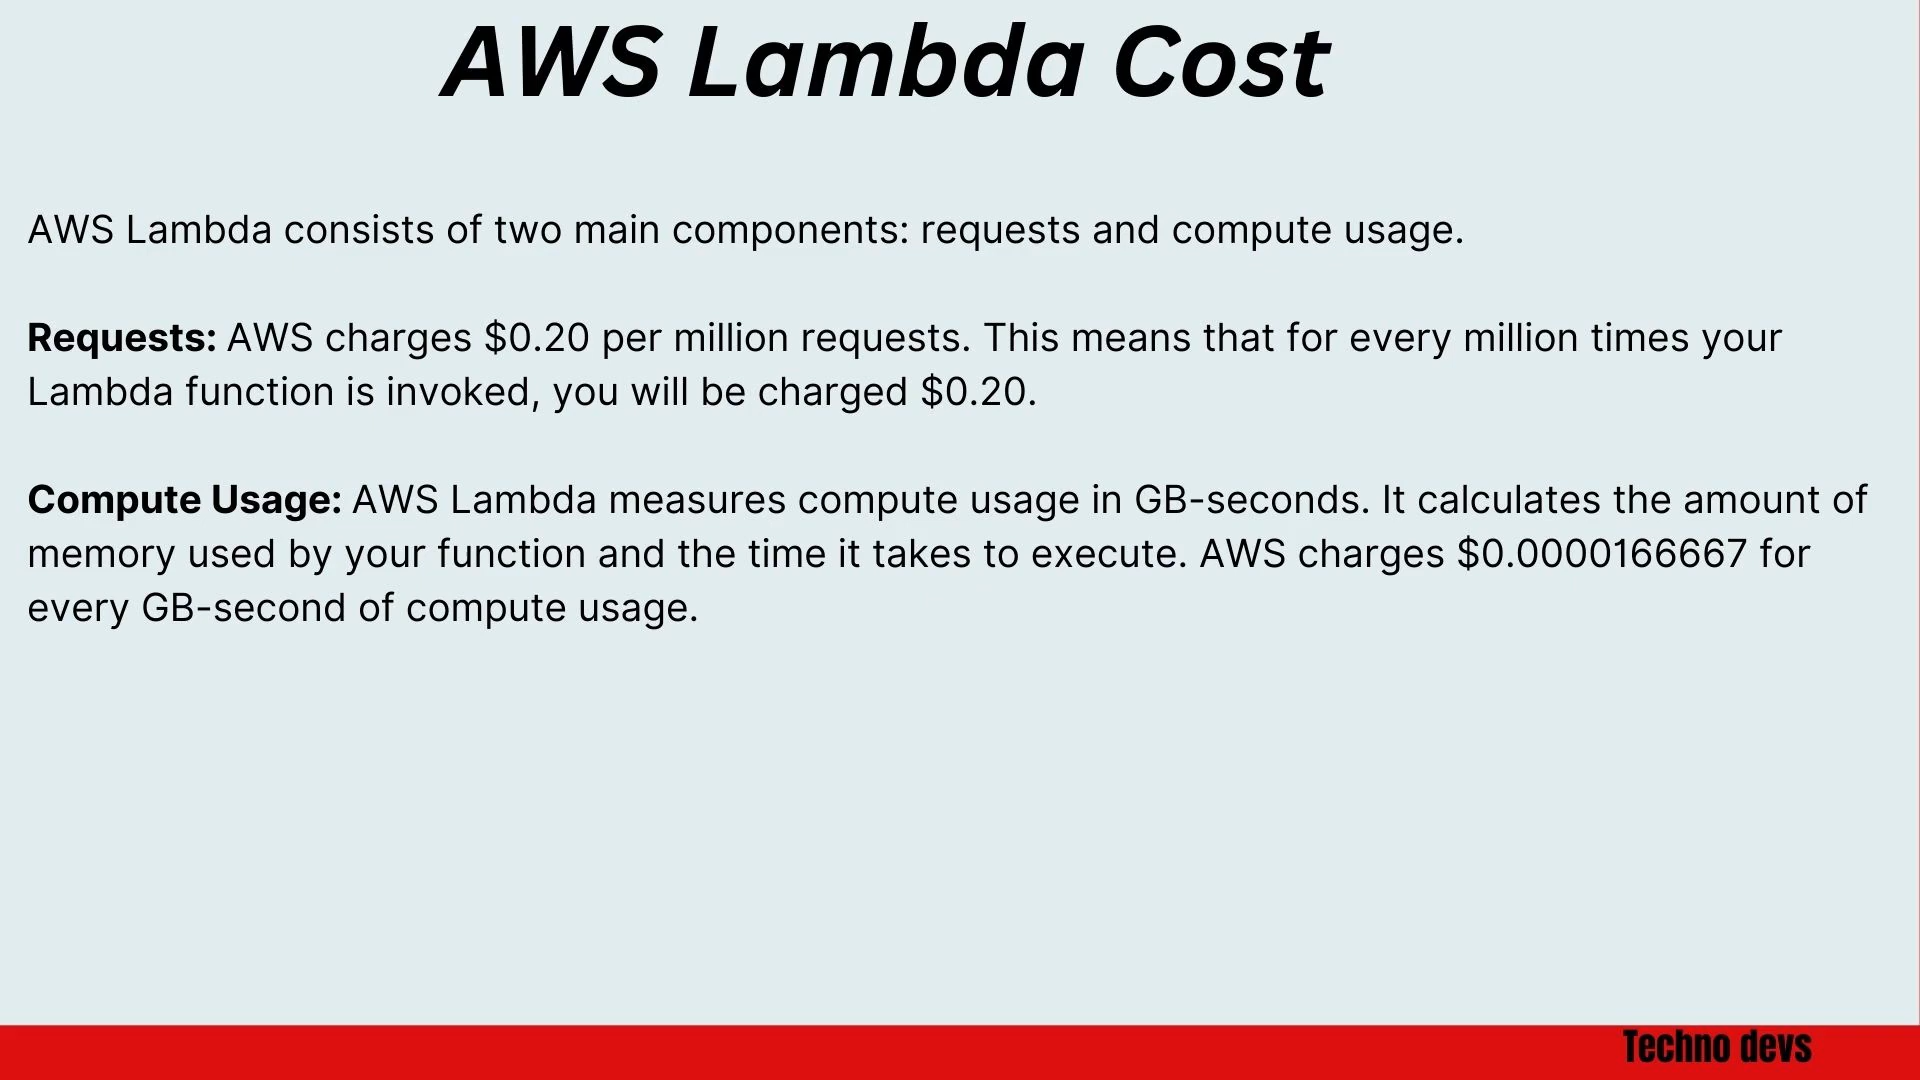 AWS Lambda Cost
AWS Lambda consists of two main components: requests and compute usage.
Requests: AWS charges $0.20 per million requests. This means that for every million times your
Lambda function is invoked, you will be charged $0.20.
Compute Usage: AWS Lambda measures compute usage in GB-seconds. It calculates the amount of
memory used by your function and the time it takes to execute. AWS charges $0.0000166667 for
every GB-second of compute usage.
Techno devs